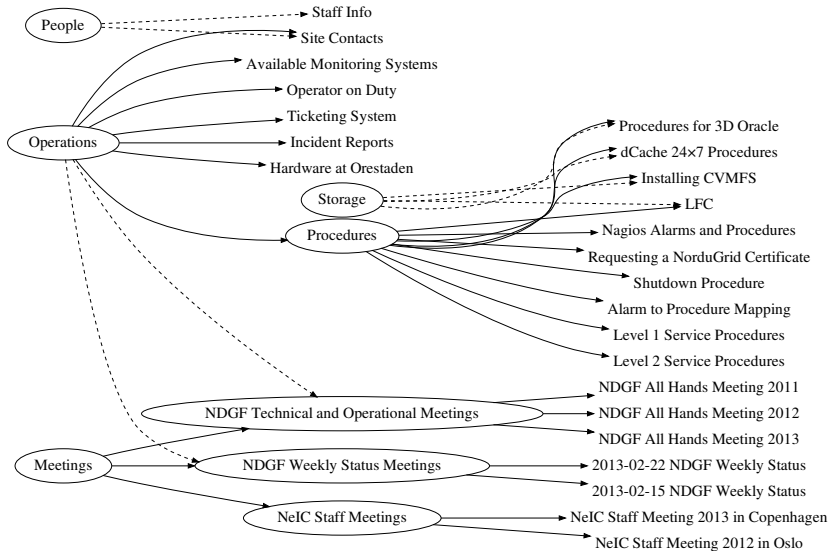 People
Staff Info
Site Contacts
Available Monitoring Systems
Operator on Duty
Ticketing System
Operations
Incident Reports
Hardware at Orestaden
Storage
Procedures
Procedures for 3D Oracle
dCache 24×7 Procedures
Installing CVMFS
LFC
Nagios Alarms and Procedures
Requesting a NorduGrid Certificate
Shutdown Procedure
Alarm to Procedure Mapping
Level 1 Service Procedures
Level 2 Service Procedures
NDGF Technical and Operational Meetings
NDGF All Hands Meeting 2011
NDGF All Hands Meeting 2012
NDGF All Hands Meeting 2013
Meetings
NDGF Weekly Status Meetings
2013-02-22 NDGF Weekly Status
2013-02-15 NDGF Weekly Status
NeIC Staff Meetings
NeIC Staff Meeting 2013 in Copenhagen
NeIC Staff Meeting 2012 in Oslo